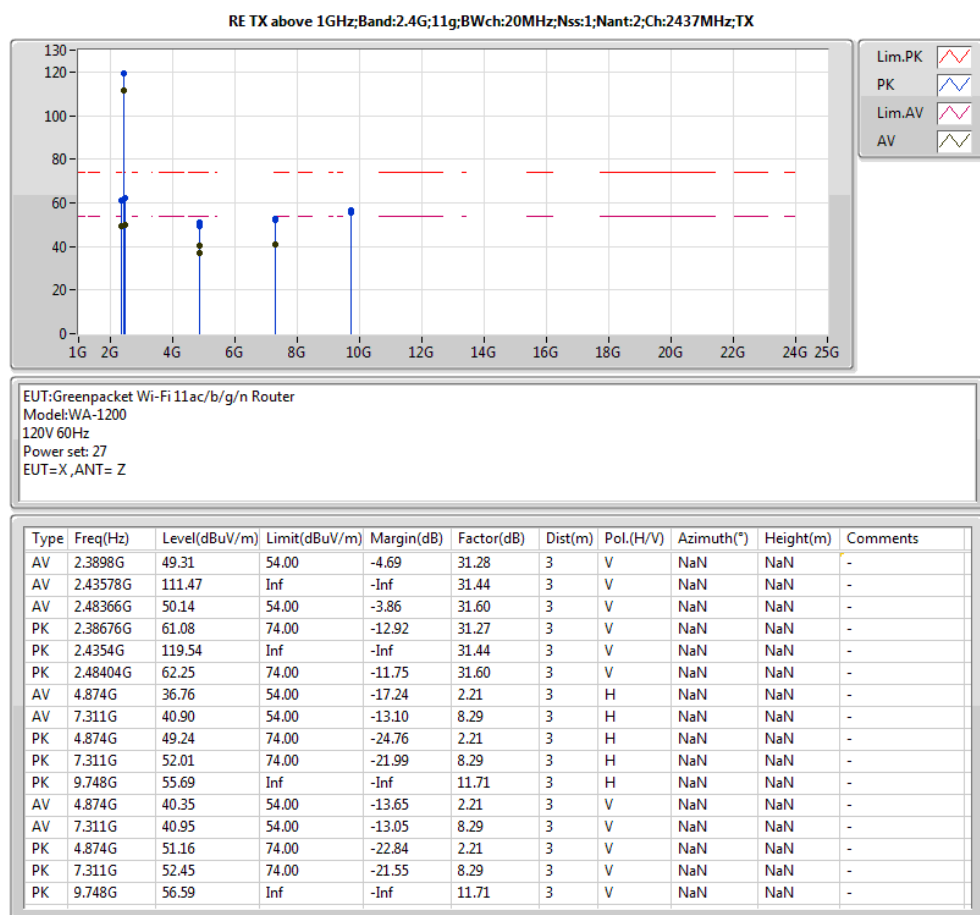 RE TX above 1GHz;Band:2.4G;11g;BWch:20MHz;Nss:1;Nant:2;Ch:2437MHz;TX
130
120
100
80
60
40
20
0
1G 2G 4G 6G 8G 10G 12G 14G 16G 18G 20G 22G 24G 25G
Lim.PK
PK
Lim.AV
AV
EUT:Greenpacket Wi-Fi 11ac/b/g/n Router
Model:WA-1200
120V 60Hz
Power set: 27
EUT=X ,ANT= Z
Type Freq(Hz) Level(dBuV/m) Limit(dBuV/m) Margin(dB) Factor(dB) Dist(m) Pol.(H/V) Azimuth(°) Height(m) Comments
AV 2.3898G 49.31 54.00 -4.69 31.28 3 V NaN NaN -
AV 2.43578G 111.47 Inf -Inf 31.44 3 V NaN NaN -
AV 2.48366G 50.14 54.00 -3.86 31.60 3 V NaN NaN -
PK 2.38676G 61.08 74.00 -12.92 31.27 3 V NaN NaN -
PK 2.4354G 119.54 Inf -Inf 31.44 3 V NaN NaN -
PK 2.48404G 62.25 74.00 -11.75 31.60 3 V NaN NaN -
AV 4.874G 36.76 54.00 -17.24 2.21 3 H NaN NaN -
AV 7.311G 40.90 54.00 -13.10 8.29 3 H NaN NaN -
PK 4.874G 49.24 74.00 -24.76 2.21 3 H NaN NaN -
PK 7.311G 52.01 74.00 -21.99 8.29 3 H NaN NaN -
PK 9.748G 55.69 Inf -Inf 11.71 3 H NaN NaN -
AV 4.874G 40.35 54.00 -13.65 2.21 3 V NaN NaN -
AV 7.311G 40.95 54.00 -13.05 8.29 3 V NaN NaN -
PK 4.874G 51.16 74.00 -22.84 2.21 3 V NaN NaN -
PK 7.311G 52.45 74.00 -21.55 8.29 3 V NaN NaN -
PK 9.748G 56.59 Inf -Inf 11.71 3 V NaN NaN -